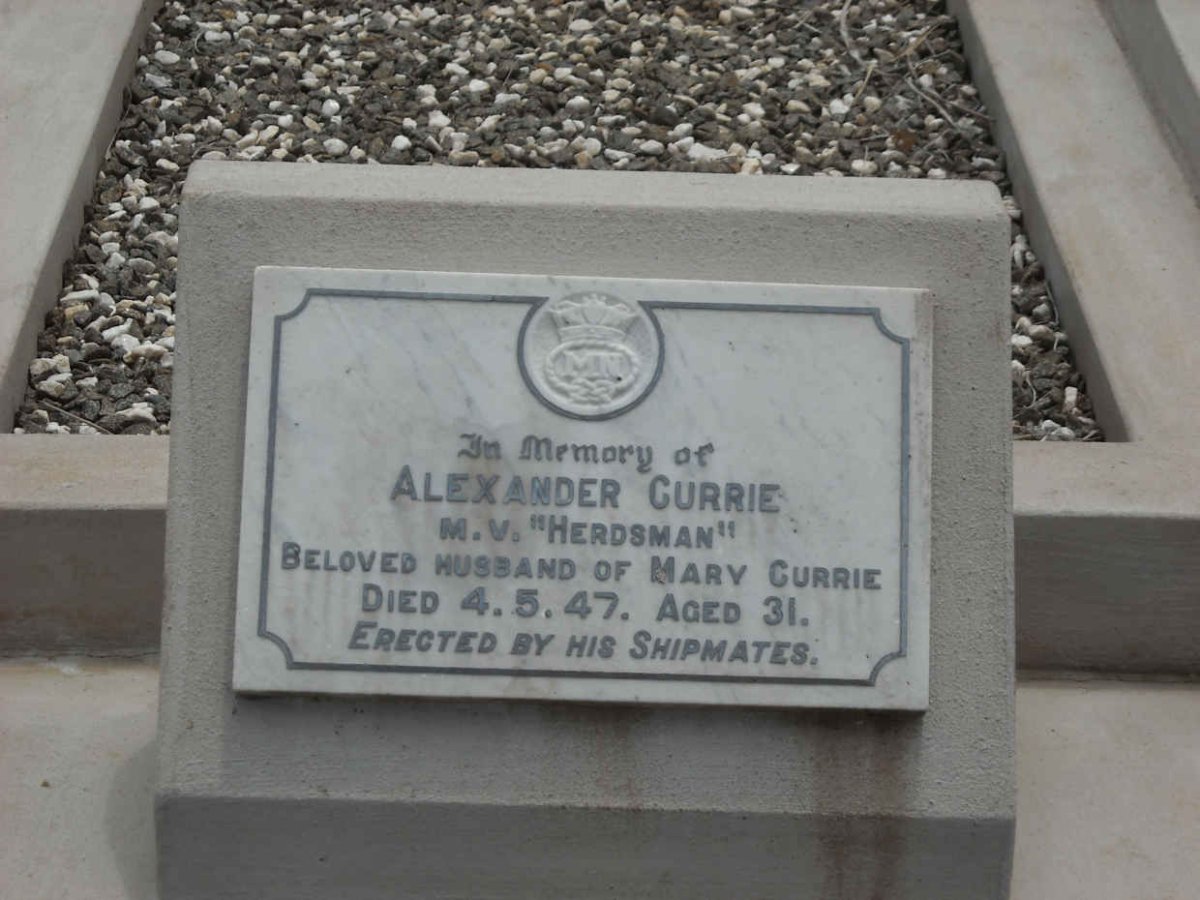 MN
In Memory of
ALEXANDER CURRIE
M.V. "HERDSMAN"
BELOVED HUSBAND OF MARY CURRIE
DIED 4.5.47. AGED 31.
ERECTED BY HIS SHIPMATES.